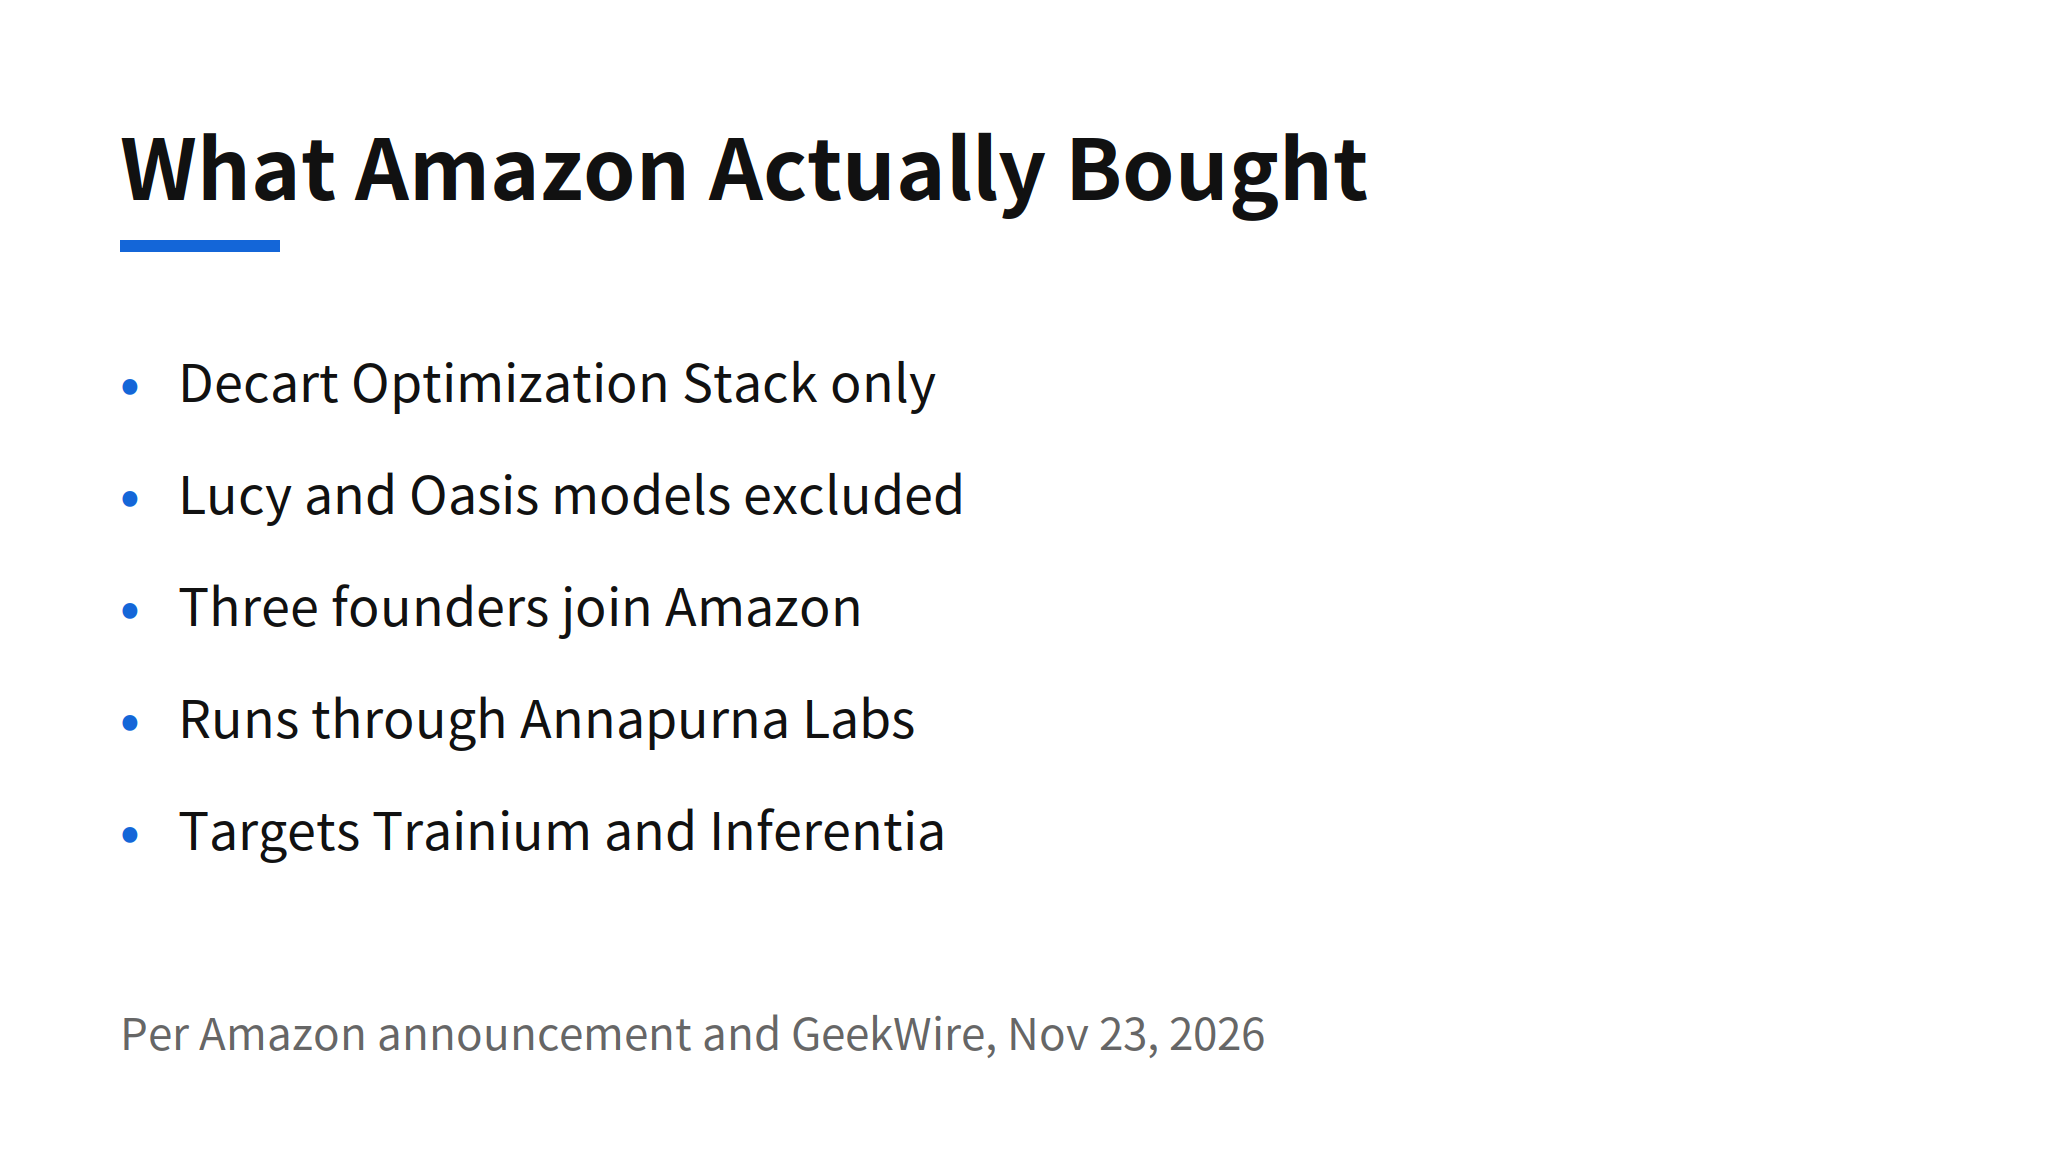 What Amazon Actually Bought
• Decart Optimization Stack only
• Lucy and Oasis models excluded
• Three founders join Amazon
• Runs through Annapurna Labs
• Targets Trainium and Inferentia
Per Amazon announcement and GeekWire, Nov 23, 2026